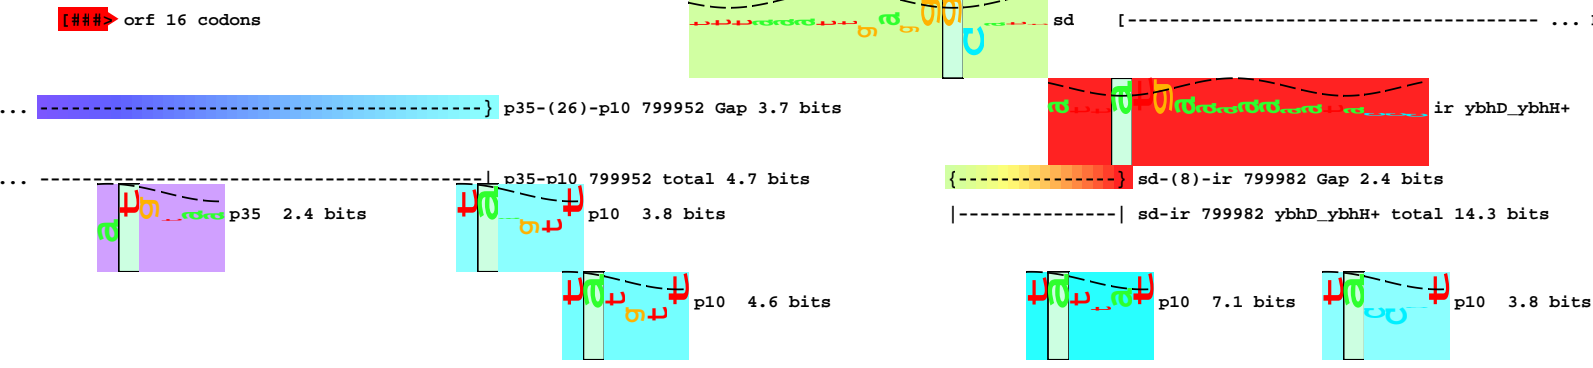 [###> orf 16 codons
sd [---------------------------------------- ...
... -------------------------------------------} p35-(26)-p10 799952 Gap 3.7 bits
ir ybhD_ybhH+
... -------------------------------------------| p35-p10 799952 total 4.7 bits
{---------------} sd-(8)-ir 799982 Gap 2.4 bits
p35 2.4 bits
p10 3.8 bits
|---------------| sd-ir 799982 ybhD_ybhH+ total 14.3 bits
p10 4.6 bits
p10 7.1 bits
p10 3.8 bits